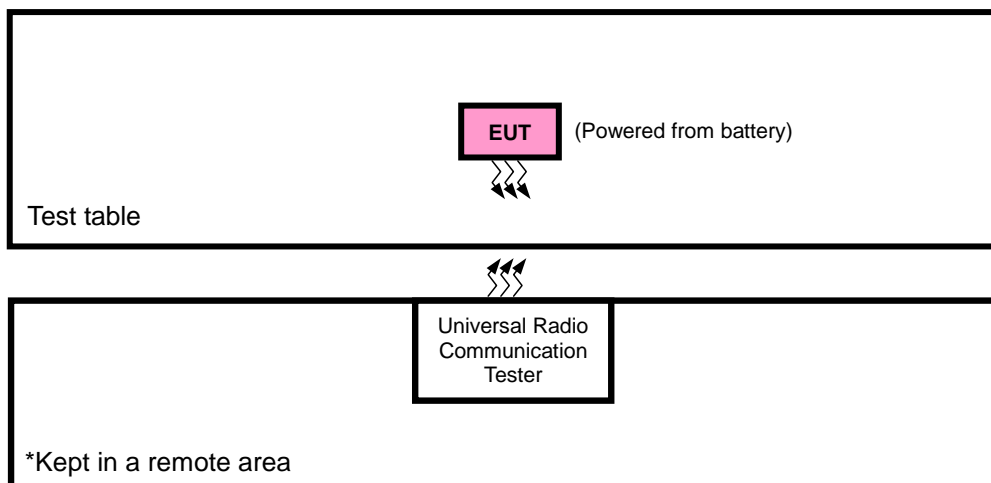 EUT
(Powered from battery)
Test table
Universal Radio
Communication
Tester
*Kept in a remote area